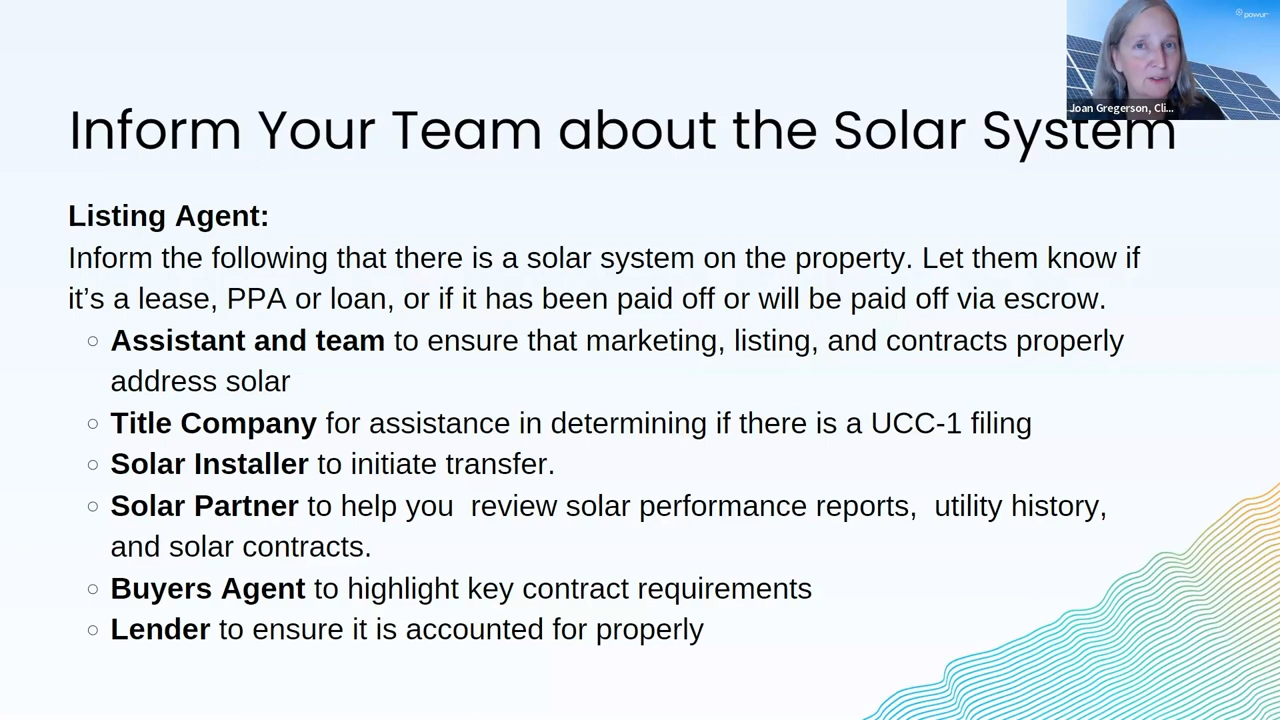 powur
Joan Gregerson, Cli...
Inform Your Team about the Solar System
Listing Agent:
Inform the following that there is a solar system on the property. Let them know if
it’s a lease, PPA or loan, or if it has been paid off or will be paid off via escrow.
Assistant and team to ensure that marketing, listing, and contracts properly
address solar
Title Company for assistance in determining if there is a UCC-1 filing
Solar Installer to initiate transfer.
Solar Partner to help you  review solar performance reports,  utility history,
and solar contracts.
Buyers Agent to highlight key contract requirements
Lender to ensure it is accounted for properly